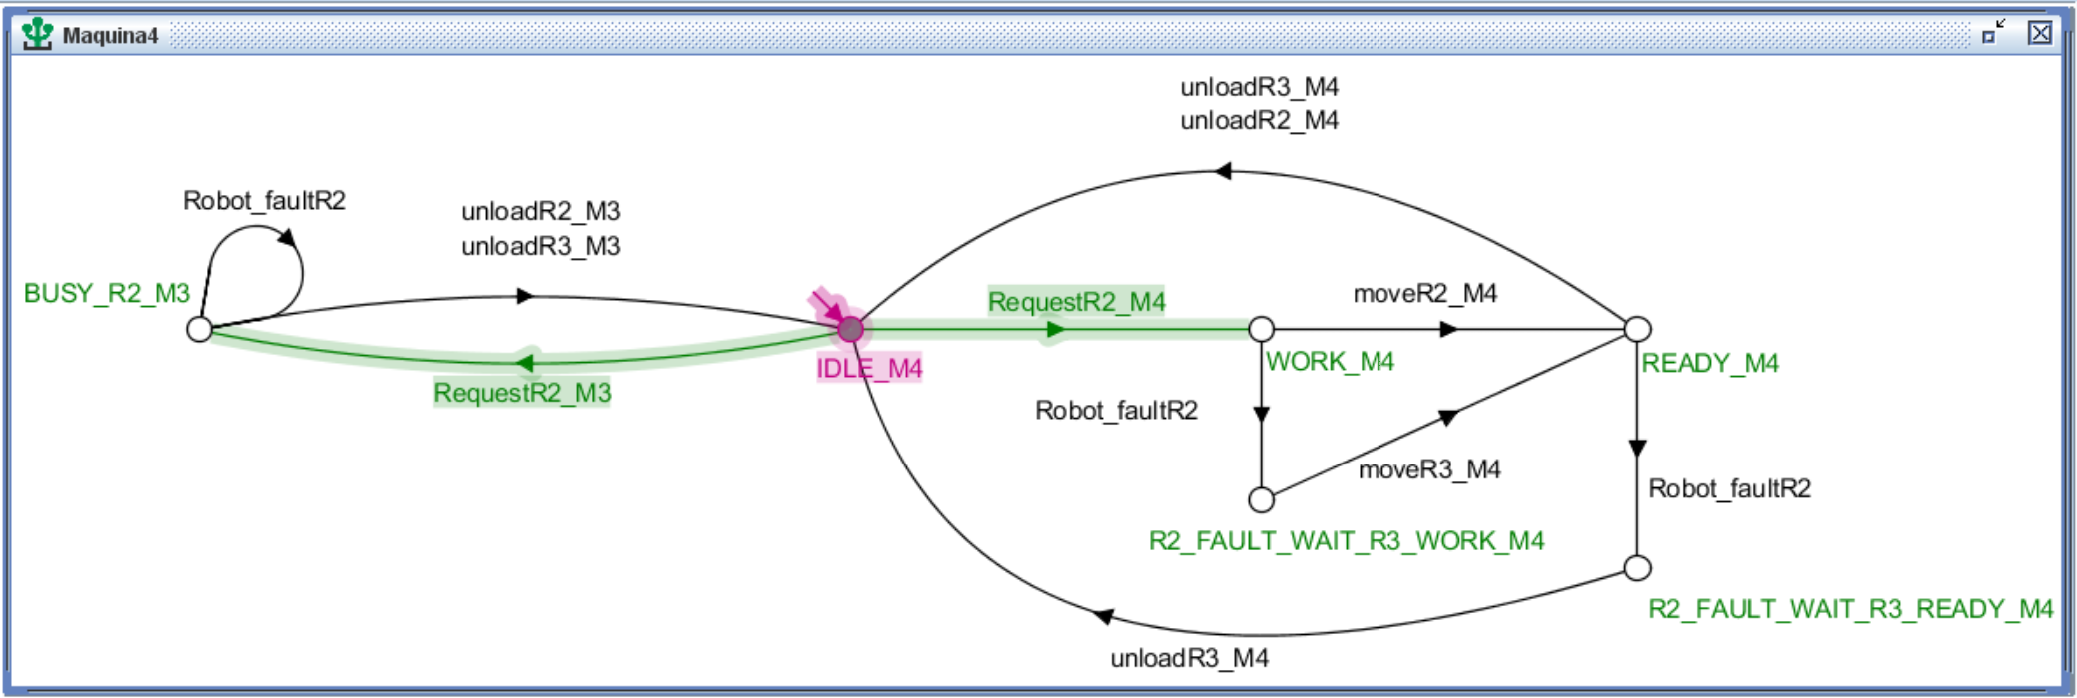 Maquina4
unloadR3_M4
unloadR2_M4
Robot_faultR2
unloadR2_M3
unloadR3_M3
BUSY_R2_M3
RequestR2_M4
moveR2_M4
IDLE_M4
WORK_M4
READY_M4
RequestR2_M3
Robot_faultR2
moveR3_M4
Robot_faultR2
R2_FAULT_WAIT_R3_WORK_M4
R2_FAULT_WAIT_R3_READY_M4
unloadR3_M4